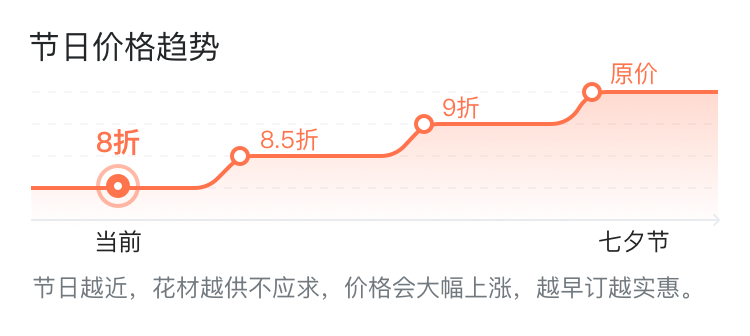 节日价格趋势
原价
9折
8.5折
8折
当前
七夕节
节日越近，花材越供不应求，价格会大幅上涨，越早订越实惠。